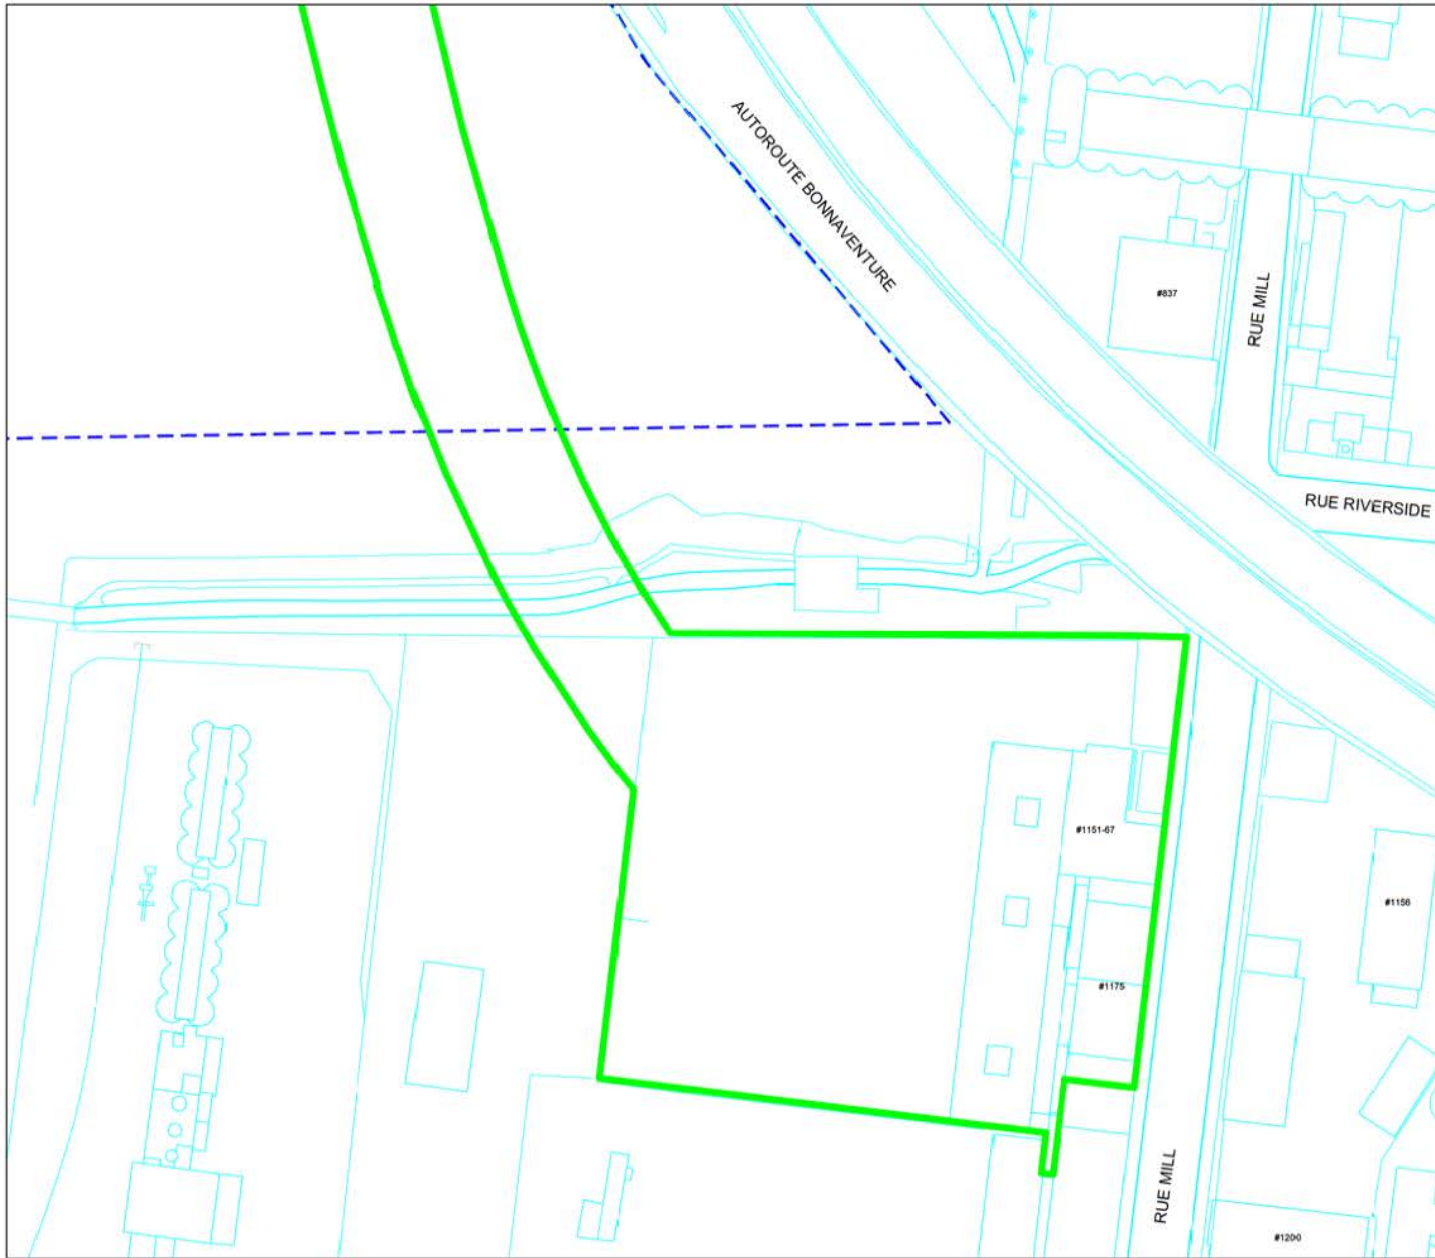 AUTOROUTE BONNAVENTURE
#837
RUE MILL
RUE RIVERSIDE
#1151-67
#1156
#1175
RUE MILL
#1200